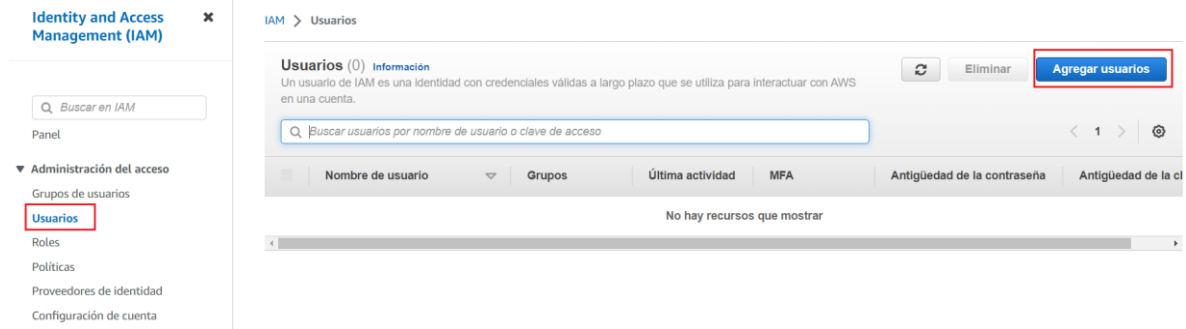 Identity and Access
Management (IAM)
Buscar en IAM
Panel
Administración del acceso
Grupos de usuarios
Usuarios
Roles
Políticas
Proveedores de identidad
Configuración de cuenta
IAM > Usuarios
Usuarios (0) Información
Un usuario de IAM es una identidad con credenciales válidas a largo plazo que se utiliza para interactuar con AWS
en una cuenta.
Eliminar
Agregar usuarios
Buscar usuarios por nombre de usuario o clave de acceso
1
Nombre de usuario Grupos Última actividad MFA Antigüedad de la contraseña Antigüedad de la cl
No hay recursos que mostrar